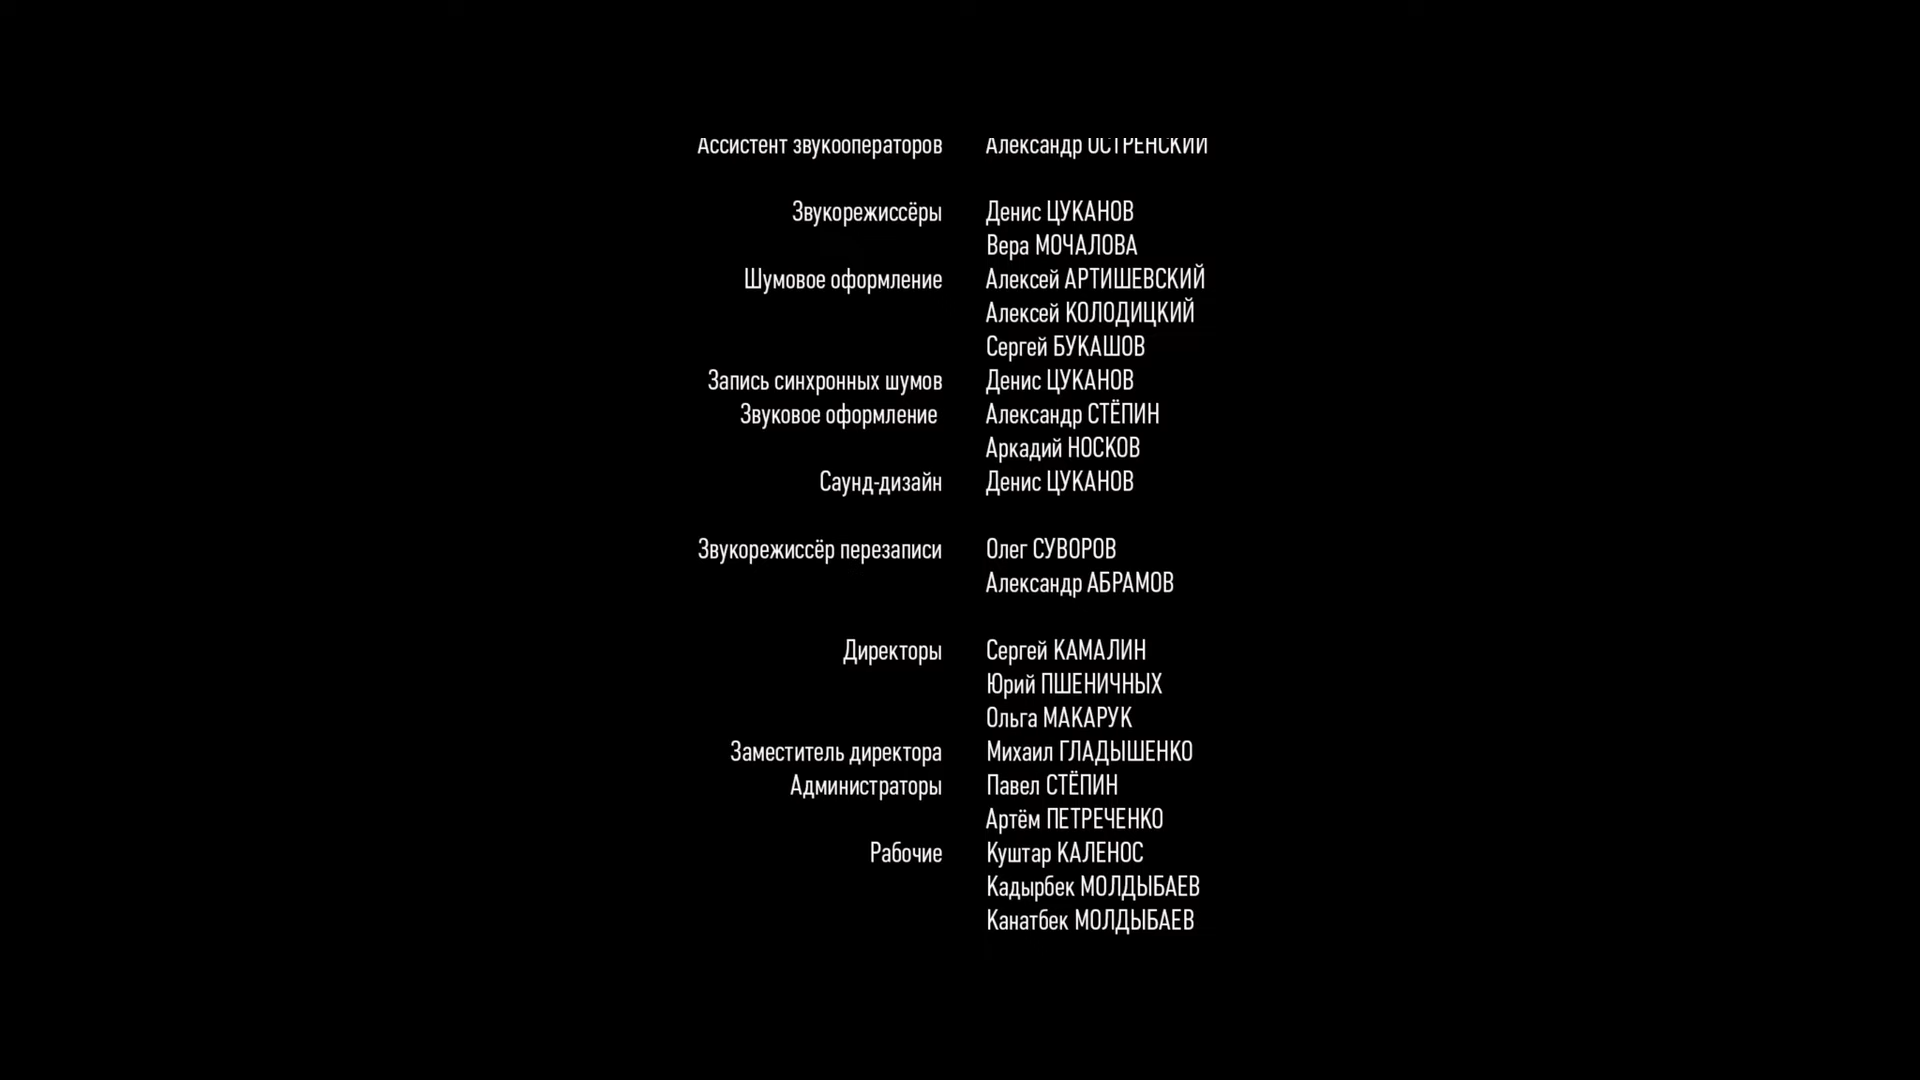 Ассистент звукооператоров Александр ОСТРЕНСКИЙ
Звукорежиссёры Денис ЦУКАНОВ
Вера МОЧАЛОВА
Шумовое оформление Алексей АРТИШЕВСКИЙ
Алексей КОЛОДИЦКИЙ
Сергей БУКАШОВ
Запись синхронных шумов Денис ЦУКАНОВ
Звуковое оформление Александр СТЁПИН
Аркадий НОСКОВ
Саунд-дизайн Денис ЦУКАНОВ
Звукорежиссёр перезаписи Олег СУВОРОВ
Александр АБРАМОВ
Директоры Сергей КАМАЛИН
Юрий ПШЕНИЧНЫХ
Ольга МАКАРУК
Заместитель директора Михаил ГЛАДЫШЕНКО
Администраторы Павел СТЁПИН
Артём ПЕТРЕЧЕНКО
Рабочие Куштар КАЛЕНОС
Кадырбек МОЛДЫБАЕВ
Канатбек МОЛДЫБАЕВ